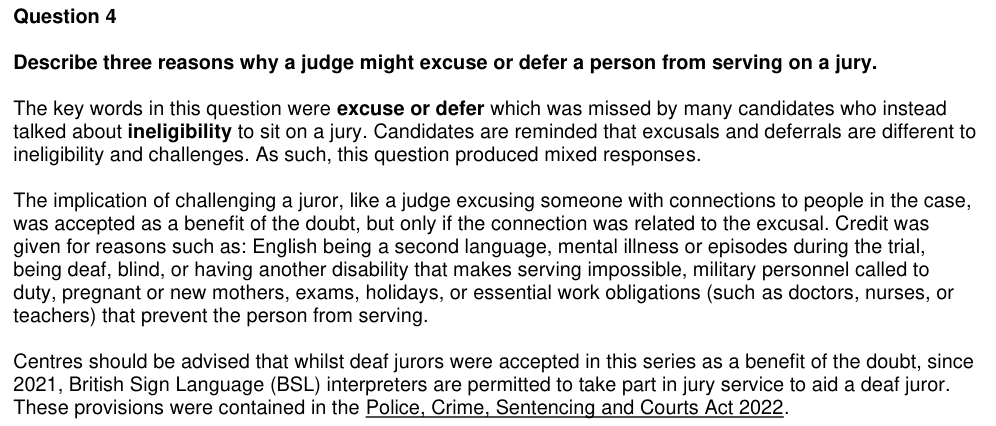 Question 4
Describe three reasons why a judge might excuse or defer a person from serving on a jury.
The key words in this question were excuse or defer which was missed by many candidates who instead
talked about ineligibility to sit on a jury. Candidates are reminded that excusals and deferrals are different to
ineligibility and challenges. As such, this question produced mixed responses.
The implication of challenging a juror, like a judge excusing someone with connections to people in the case,
was accepted as a benefit of the doubt, but only if the connection was related to the excusal. Credit was
given for reasons such as: English being a second language, mental illness or episodes during the trial,
being deaf, blind, or having another disability that makes serving impossible, military personnel called to
duty, pregnant or new mothers, exams, holidays, or essential work obligations (such as doctors, nurses, or
teachers) that prevent the person from serving.
Centres should be advised that whilst deaf jurors were accepted in this series as a benefit of the doubt, since
2021, British Sign Language (BSL) interpreters are permitted to take part in jury service to aid a deaf juror.
These provisions were contained in the Police, Crime, Sentencing and Courts Act 2022.